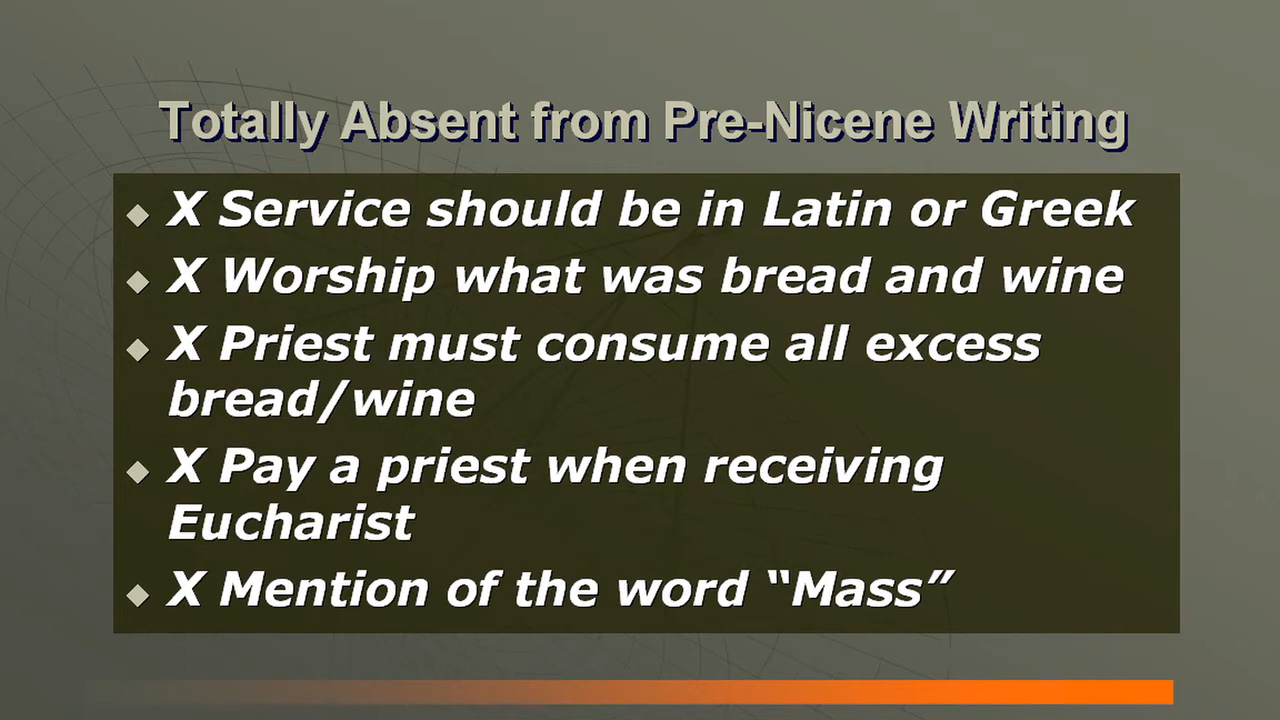 Totally Absent from Pre-Nicene Writing
X Service should be in Latin or Greek
X Worship what was bread and wine
X Priest must consume all excess
bread/wine
X Pay a priest when receiving
Eucharist
X Mention of the word “Mass”